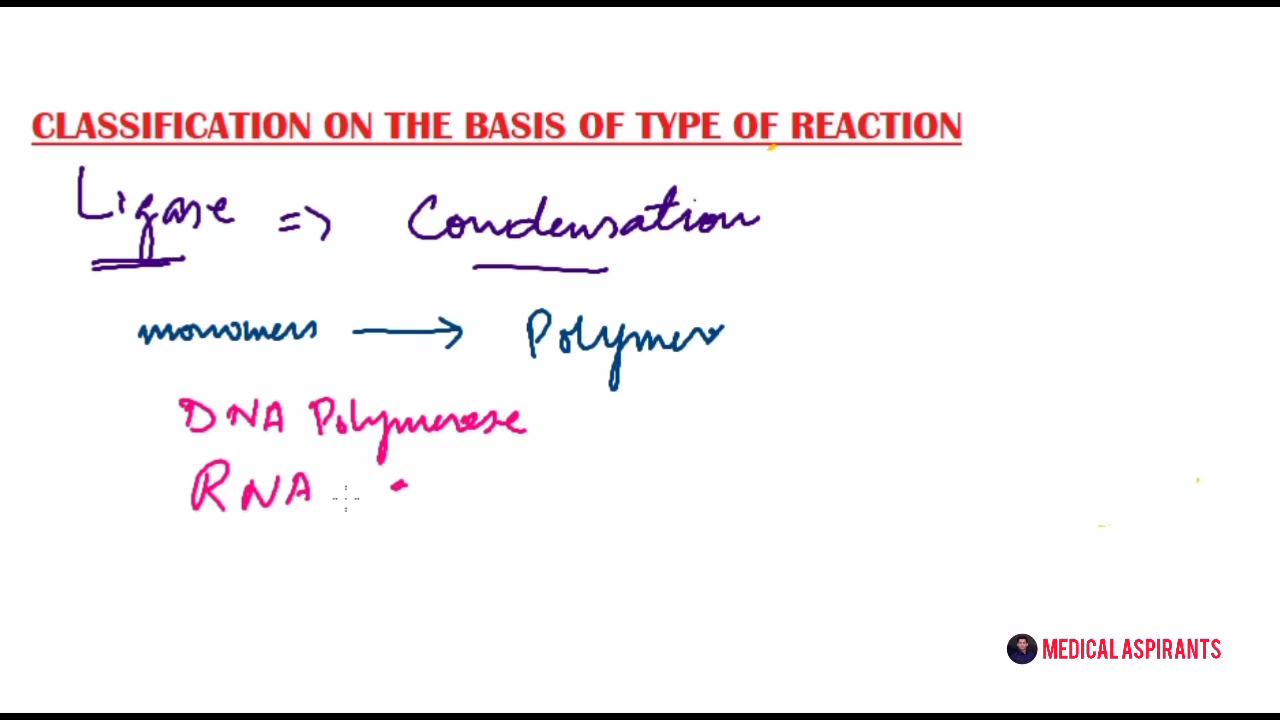 CLASSIFICATION ON THE BASIS OF TYPE OF REACTION
Ligase => Condensation
monomers → Polymer
DNA Polymerase
RNA
MEDICAL ASPIRANTS